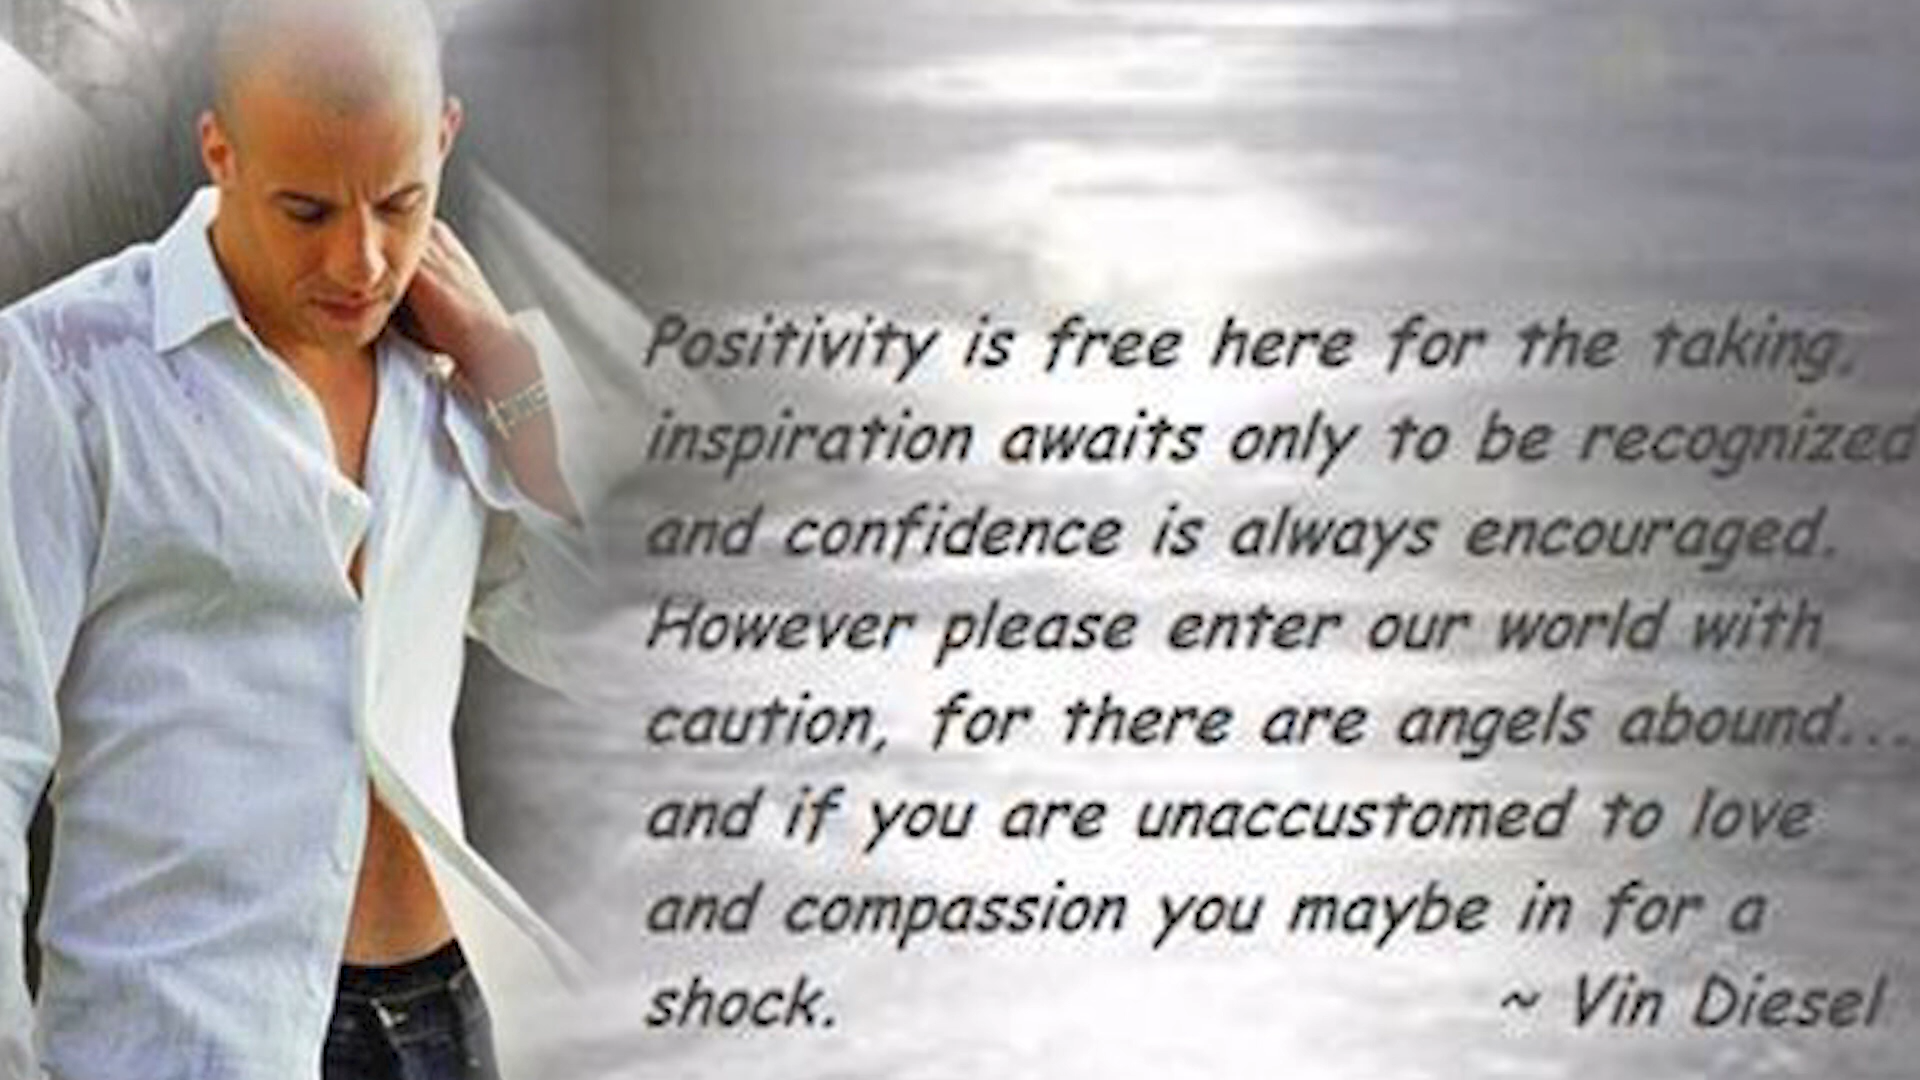 Positivity is free here for the taking,
inspiration awaits only to be recognized
and confidence is always encouraged.
However please enter our world with
caution, for there are angels abound...
and if you are unaccustomed to love
and compassion you maybe in for a
shock. ~ Vin Diesel